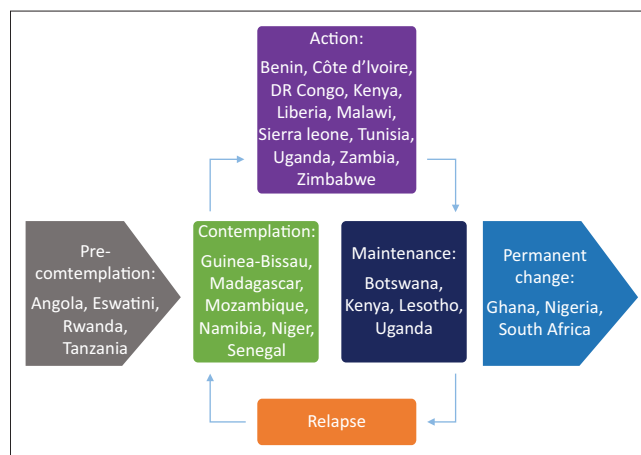 Action:
Benin, Côte d’Ivoire,
DR Congo, Kenya,
Liberia, Malawi,
Sierra leone, Tunisia,
Uganda, Zambia,
Zimbabwe
Pre-
comtemplation:
Angola, Eswatini,
Rwanda,
Tanzania
Contemplation:
Guinea-Bissau,
Madagascar,
Mozambique,
Namibia, Niger,
Senegal
Maintenance:
Botswana,
Kenya, Lesotho,
Uganda
Permanent
change:
Ghana, Nigeria,
South Africa
Relapse